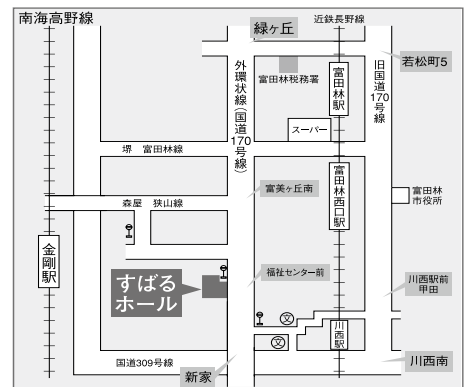 南海高野線
緑ヶ丘
近鉄長野線
外環状線(国道170号線)
富田林税務署
富田林駅
旧国道170号線
若松町5
スーパー
堺 富田林線
富田林西口駅
富美ヶ丘南
富田林
市役所
森屋 狭山線
金剛駅
すばる
ホール
福祉センター前
川西駅前
甲田
文
文
川西駅
国道309号線
新家
川西南